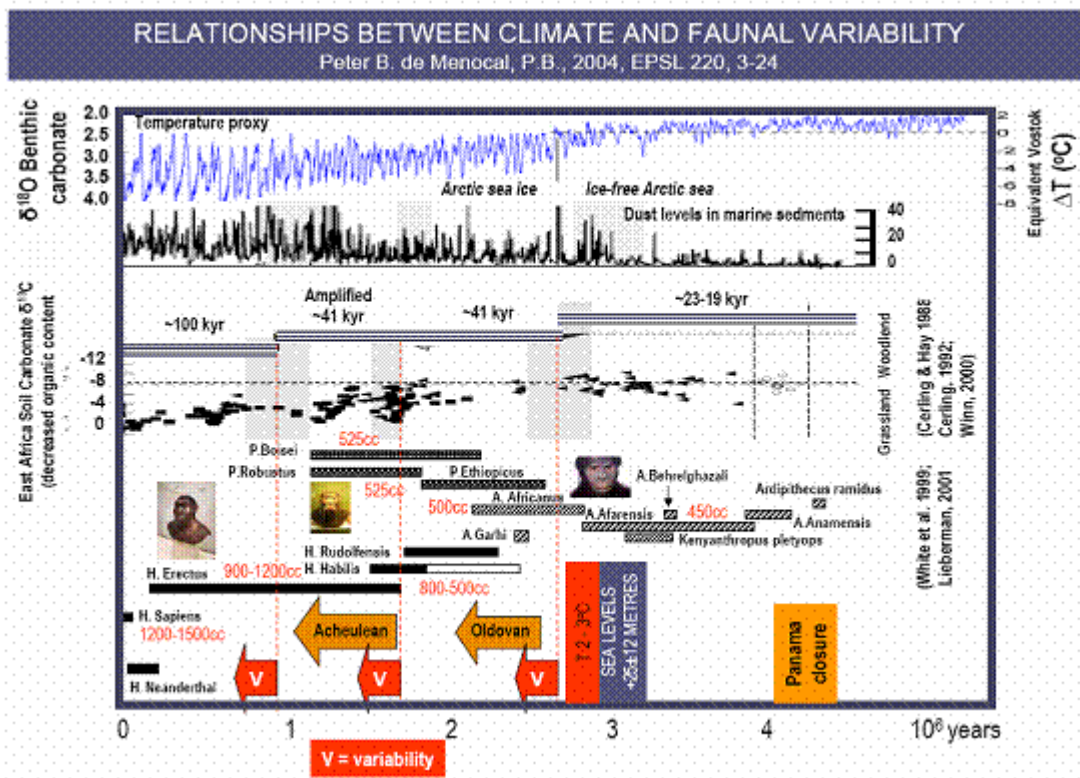 RELATIONSHIPS BETWEEN CLIMATE AND FAUNAL VARIABILITY
Peter B. de Menocal, P.B., 2004, EPSL 220, 3-24
δ18O Benthic
carbonate
2.0
2.5
3.0
3.5
4.0
Temperature proxy
Arctic sea ice
Ice-free Arctic sea
Dust levels in marine sedments
40
20
0
Equivalent Vostok
ΔT (ºC)
East Africa Soil Carbonate δ13C
(decreased organic content)
-12
-8
-4
0
~100 kyr
Amplified
~41 kyr
~41 kyr
~23-19 kyr
Grassland Woodlend
(Cerling & Hay 1988
Cerling. 1992;
Winn, 2000)
P.Boisei
525cc
P.Robustus
525cc
P.Ethiopicus
500cc
A. Africanus
A.Garhi
A.Behrelghazali
A.Afarensis
450cc
Ardipithecus ramidus
A.Anamensis
Kenyanthropus pletyops
(White et al. 1999;
Lieberman, 2001
H. Rudolfensis
H. Habilis
H. Erectus
900-1200cc
800-500cc
H. Sapiens
1200-1500cc
H. Neanderthal
Acheulean
Oldovan
V
V
V
2 - 3ºC
SEA LEVELS
+25±12 METRES
Panama
closure
0
1
2
3
4
10⁶ years
V = variability